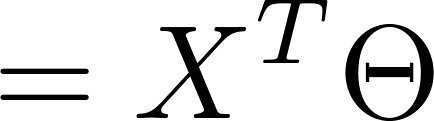 = X^T Θ